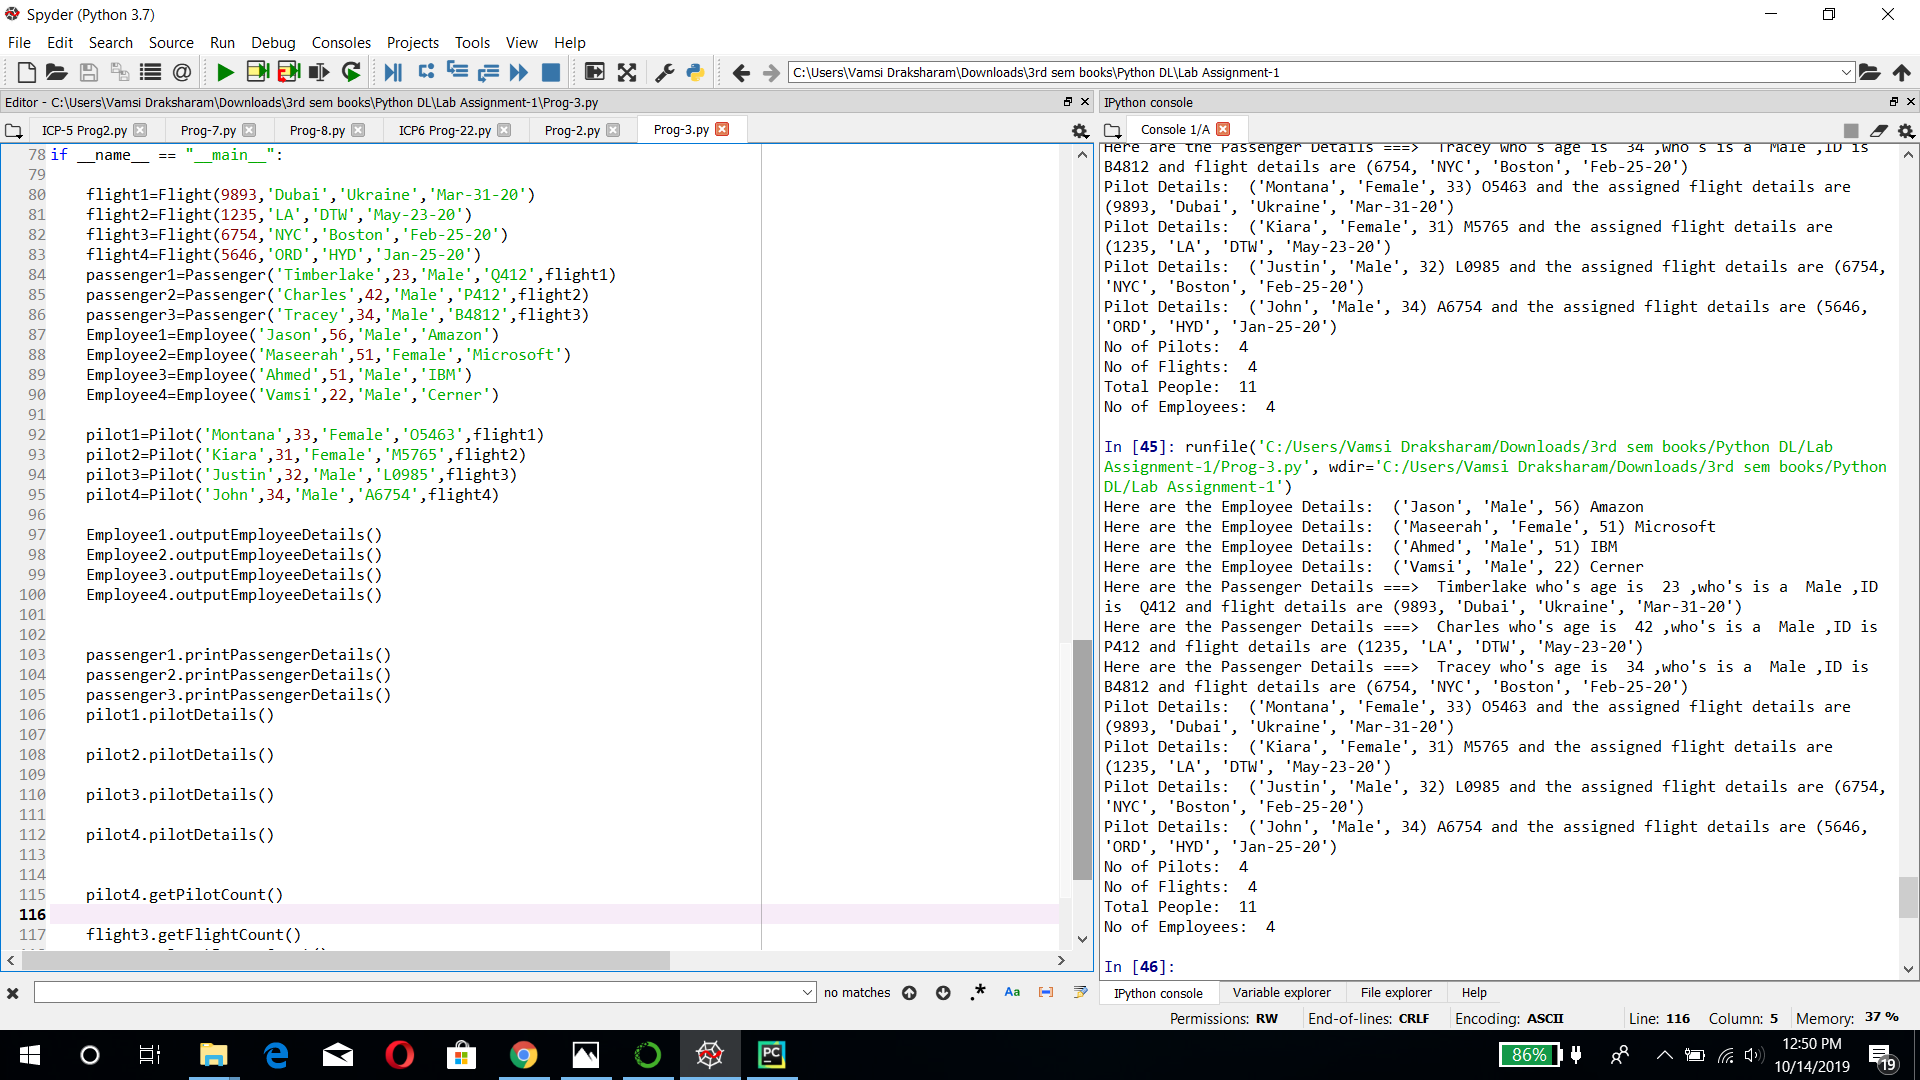 Spyder (Python 3.7)
File Edit Search Source Run Debug Consoles Projects Tools View Help
C:\Users\Vamsi Draksharam\Downloads\3rd sem books\Python DL\Lab Assignment-1
Editor - C:\Users\Vamsi Draksharam\Downloads\3rd sem books\Python DL\Lab Assignment-1\Prog-3.py
ICP-5 Prog2.py Prog-7.py Prog-8.py ICP6 Prog-22.py Prog-2.py Prog-3.py
78 if __name__ == "__main__":
79
80 flight1=Flight(9893,'Dubai','Ukraine','Mar-31-20')
81 flight2=Flight(1235,'LA','DTW','May-23-20')
82 flight3=Flight(6754,'NYC','Boston','Feb-25-20')
83 flight4=Flight(5646,'ORD','HYD','Jan-25-20')
84 passenger1=Passenger('Timberlake',23,'Male','Q412',flight1)
85 passenger2=Passenger('Charles',42,'Male','P412',flight2)
86 passenger3=Passenger('Tracey',34,'Male','B4812',flight3)
87 Employee1=Employee('Jason',56,'Male','Amazon')
88 Employee2=Employee('Maseerah',51,'Female','Microsoft')
89 Employee3=Employee('Ahmed',51,'Male','IBM')
90 Employee4=Employee('Vamsi',22,'Male','Cerner')
91
92 pilot1=Pilot('Montana',33,'Female','O5463',flight1)
93 pilot2=Pilot('Kiara',31,'Female','M5765',flight2)
94 pilot3=Pilot('Justin',32,'Male','L0985',flight3)
95 pilot4=Pilot('John',34,'Male','A6754',flight4)
96
97 Employee1.outputEmployeeDetails()
98 Employee2.outputEmployeeDetails()
99 Employee3.outputEmployeeDetails()
100 Employee4.outputEmployeeDetails()
101
102
103 passenger1.printPassengerDetails()
104 passenger2.printPassengerDetails()
105 passenger3.printPassengerDetails()
106 pilot1.pilotDetails()
107
108 pilot2.pilotDetails()
109
110 pilot3.pilotDetails()
111
112 pilot4.pilotDetails()
113
114
115 pilot4.getPilotCount()
116
117 flight3.getFlightCount()
no matches
Aa
IPython console
Console 1/A
Here are the Passenger Details ===>  Tracey who's age is  34 ,who's is a  Male ,ID is
B4812 and flight details are (6754, 'NYC', 'Boston', 'Feb-25-20')
Pilot Details:  ('Montana', 'Female', 33) O5463 and the assigned flight details are
(9893, 'Dubai', 'Ukraine', 'Mar-31-20')
Pilot Details:  ('Kiara', 'Female', 31) M5765 and the assigned flight details are
(1235, 'LA', 'DTW', 'May-23-20')
Pilot Details:  ('Justin', 'Male', 32) L0985 and the assigned flight details are (6754,
'NYC', 'Boston', 'Feb-25-20')
Pilot Details:  ('John', 'Male', 34) A6754 and the assigned flight details are (5646,
'ORD', 'HYD', 'Jan-25-20')
No of Pilots:  4
No of Flights:  4
Total People:  11
No of Employees:  4
In [45]: runfile('C:/Users/Vamsi Draksharam/Downloads/3rd sem books/Python DL/Lab
Assignment-1/Prog-3.py', wdir='C:/Users/Vamsi Draksharam/Downloads/3rd sem books/Python
DL/Lab Assignment-1')
Here are the Employee Details:  ('Jason', 'Male', 56) Amazon
Here are the Employee Details:  ('Maseerah', 'Female', 51) Microsoft
Here are the Employee Details:  ('Ahmed', 'Male', 51) IBM
Here are the Employee Details:  ('Vamsi', 'Male', 22) Cerner
Here are the Passenger Details ===>  Timberlake who's age is  23 ,who's is a  Male ,ID
is  Q412 and flight details are (9893, 'Dubai', 'Ukraine', 'Mar-31-20')
Here are the Passenger Details ===>  Charles who's age is  42 ,who's is a  Male ,ID is
P412 and flight details are (1235, 'LA', 'DTW', 'May-23-20')
Here are the Passenger Details ===>  Tracey who's age is  34 ,who's is a  Male ,ID is
B4812 and flight details are (6754, 'NYC', 'Boston', 'Feb-25-20')
Pilot Details:  ('Montana', 'Female', 33) O5463 and the assigned flight details are
(9893, 'Dubai', 'Ukraine', 'Mar-31-20')
Pilot Details:  ('Kiara', 'Female', 31) M5765 and the assigned flight details are
(1235, 'LA', 'DTW', 'May-23-20')
Pilot Details:  ('Justin', 'Male', 32) L0985 and the assigned flight details are (6754,
'NYC', 'Boston', 'Feb-25-20')
Pilot Details:  ('John', 'Male', 34) A6754 and the assigned flight details are (5646,
'ORD', 'HYD', 'Jan-25-20')
No of Pilots:  4
No of Flights:  4
Total People:  11
No of Employees:  4
In [46]:
IPython console Variable explorer File explorer Help
Permissions: RW End-of-lines: CRLF Encoding: ASCII Line: 116 Column: 5 Memory: 37 %
PC
86%
12:50 PM
10/14/2019
19